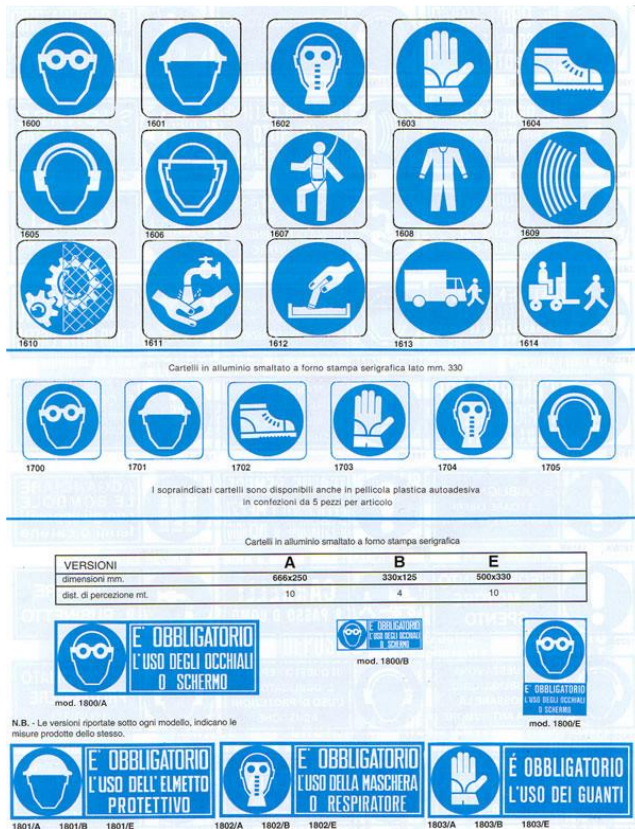 1600 1601 1602 1603 1604
1605 1606 1607 1608 1609
1610 1611 1612 1613 1614
Cartelli in alluminio smaltato a forno stampa serigrafica lato mm. 330
1700 1701 1702 1703 1704 1705
I sopraindicati cartelli sono disponibili anche in pellicola plastica autoadesiva
in confezioni da 5 pezzi per articolo
Cartelli in alluminio smaltato a forno stampa serigrafica
VERSIONI A B E
dimensioni mm. 666x250 330x125 500x330
dist. di percezione mt. 10 4 10
E' OBBLIGATORIO
L'USO DEGLI OCCHIALI
O SCHERMO
mod. 1800/A
E' OBBLIGATORIO
L'USO DEGLI OCCHIALI
O SCHERMO
mod. 1800/B
E' OBBLIGATORIO
L'USO DEGLI OCCHIALI
O SCHERMO
mod. 1800/E
N.B. - Le versioni riportate sotto ogni modello, indicano le
misure prodotte dello stesso.
E' OBBLIGATORIO
L'USO DELL'ELMETTO
PROTETTIVO
1801/A 1801/B 1801/E
E' OBBLIGATORIO
L'USO DELLA MASCHERA
O RESPIRATORE
1802/A 1802/B 1802/E
É OBBLIGATORIO
L'USO DEI GUANTI
1803/A 1803/B 1803/E